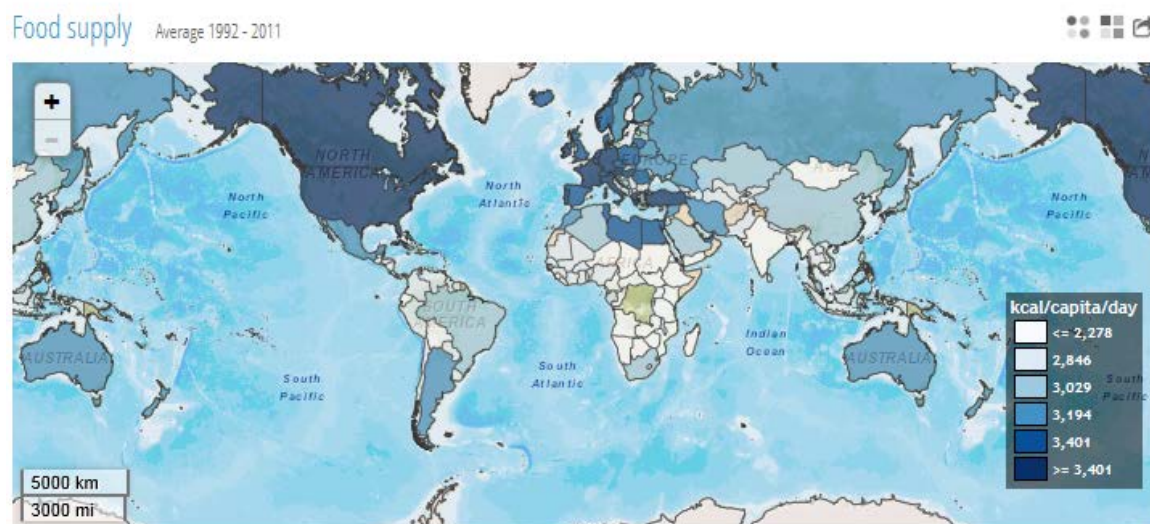 Food supply Average 1992 - 2011
+
−
NORTH
AMERICA
North
Pacific
North
Atlantic
EUROPE
ASIA
North
Pacific
AFRICA
SOUTH
AMERICA
AUSTRALIA
South
Pacific
South
Atlantic
Indian
Ocean
AUSTRALIA
South
Pacific
kcal/capita/day
<= 2,278
2,846
3,029
3,194
3,401
>= 3,401
5000 km
3000 mi